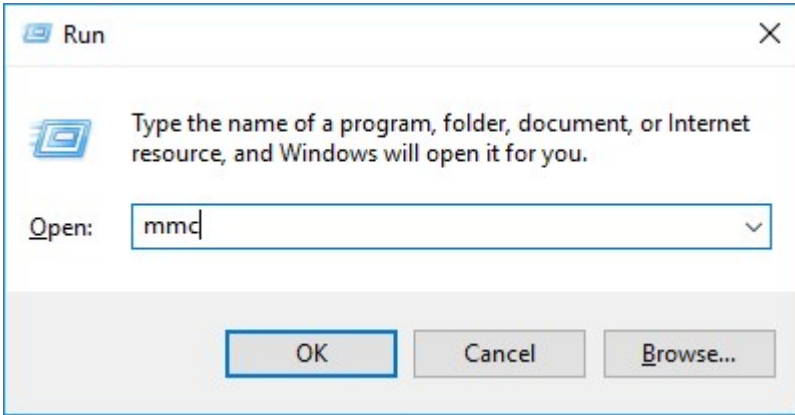 Run
Type the name of a program, folder, document, or Internet
resource, and Windows will open it for you.
Open: mmc
OK Cancel Browse...